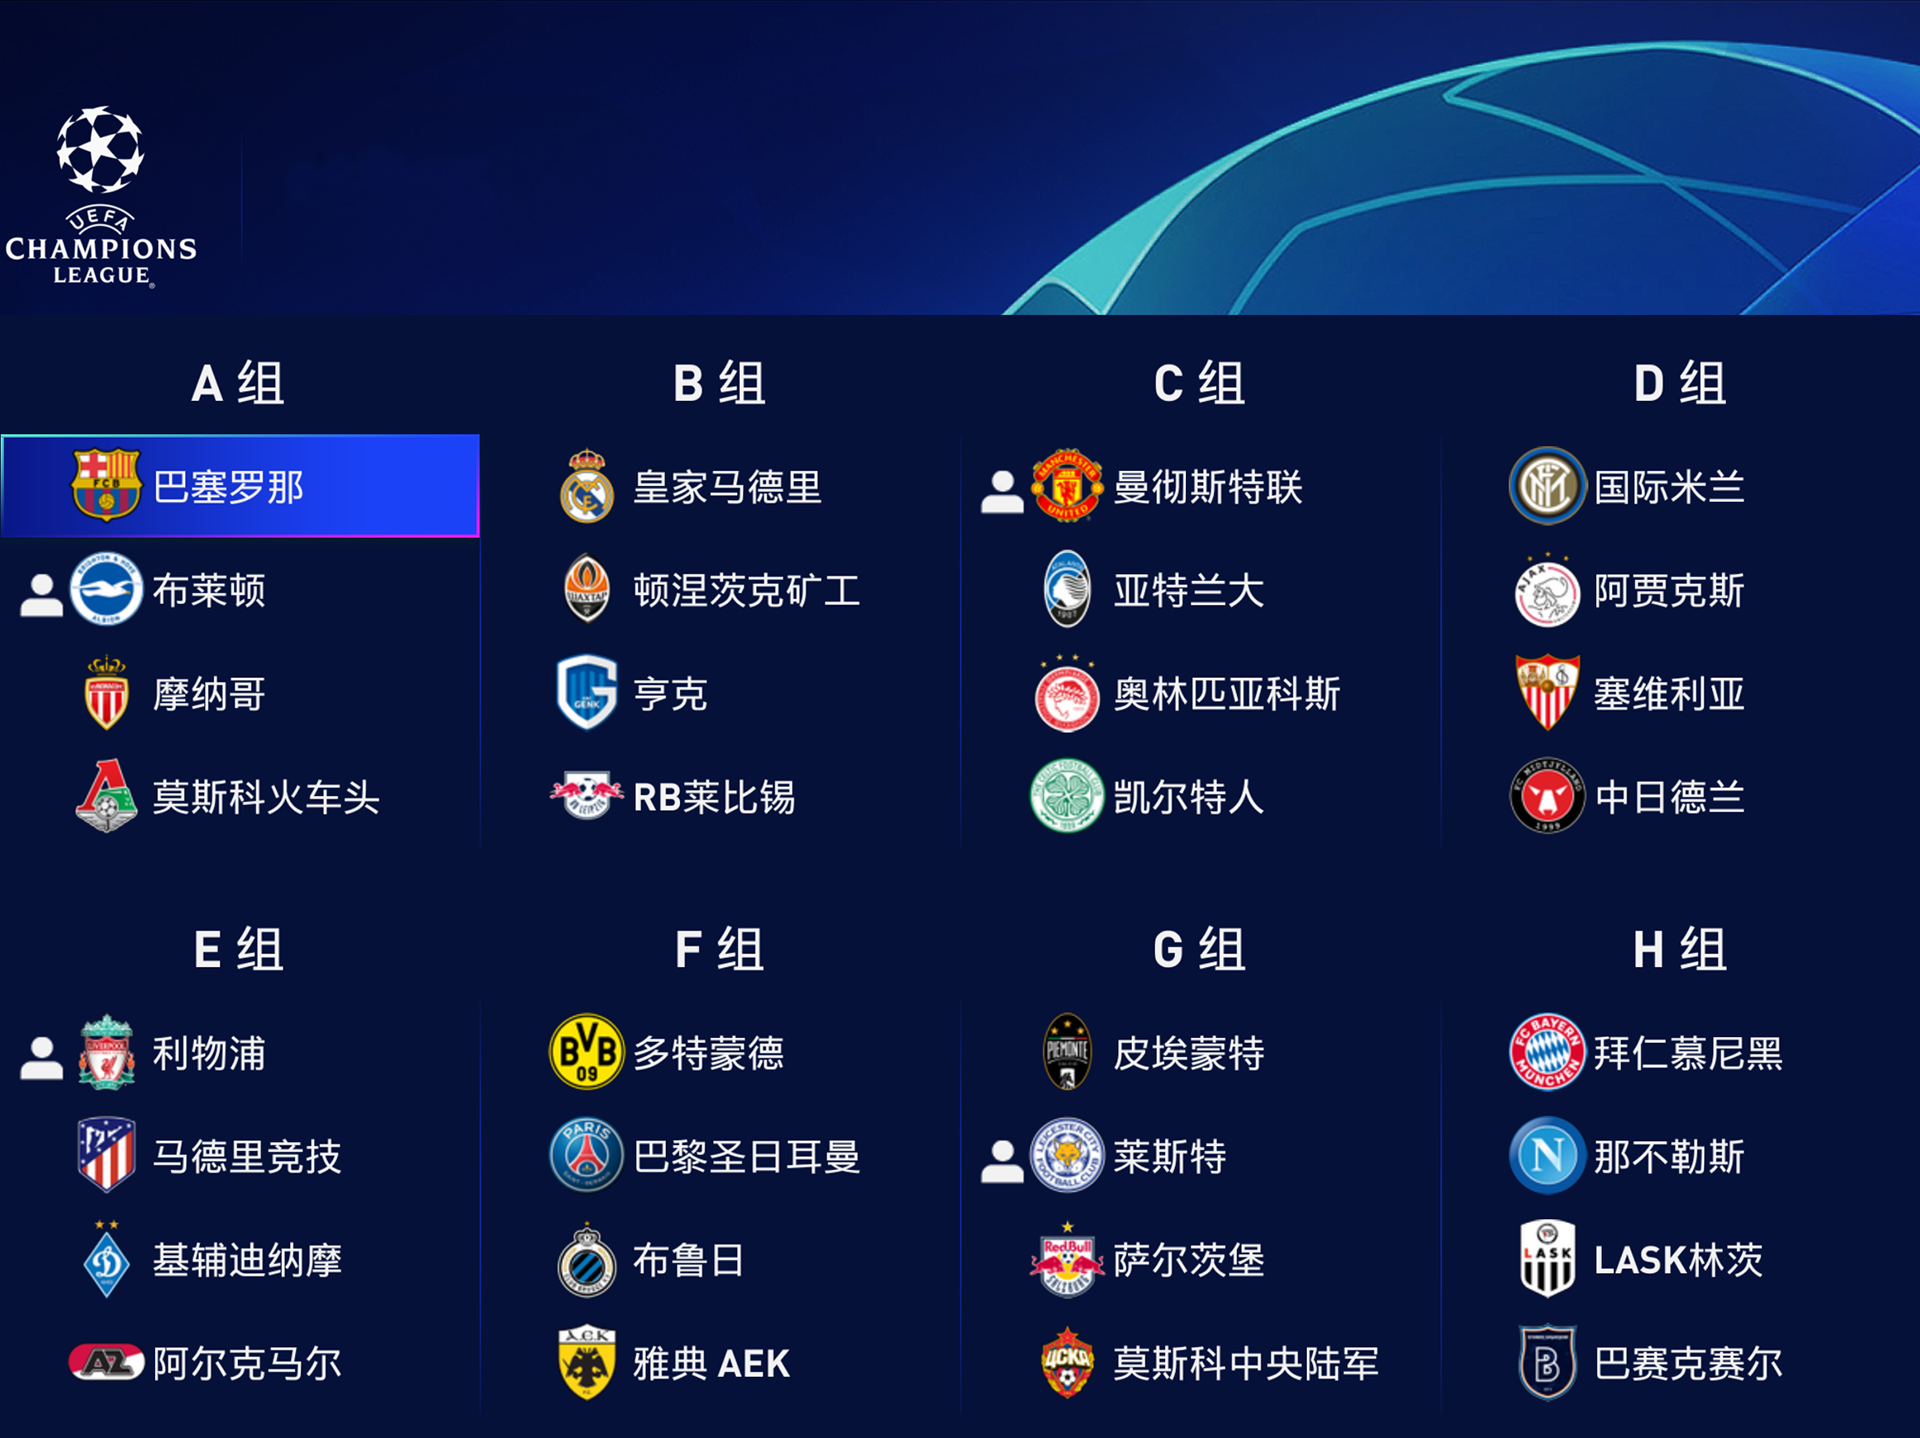 UEFA
CHAMPIONS
LEAGUE
A 组
巴塞罗那
布莱顿
摩纳哥
莫斯科火车头
B 组
皇家马德里
顿涅茨克矿工
亨克
RB莱比锡
C 组
曼彻斯特联
亚特兰大
奥林匹亚科斯
凯尔特人
D 组
国际米兰
阿贾克斯
塞维利亚
中日德兰
E 组
利物浦
马德里竞技
基辅迪纳摩
阿尔克马尔
F 组
多特蒙德
巴黎圣日耳曼
布鲁日
雅典 AEK
G 组
皮埃蒙特
莱斯特
萨尔茨堡
莫斯科中央陆军
H 组
拜仁慕尼黑
那不勒斯
LASK林茨
巴赛克赛尔